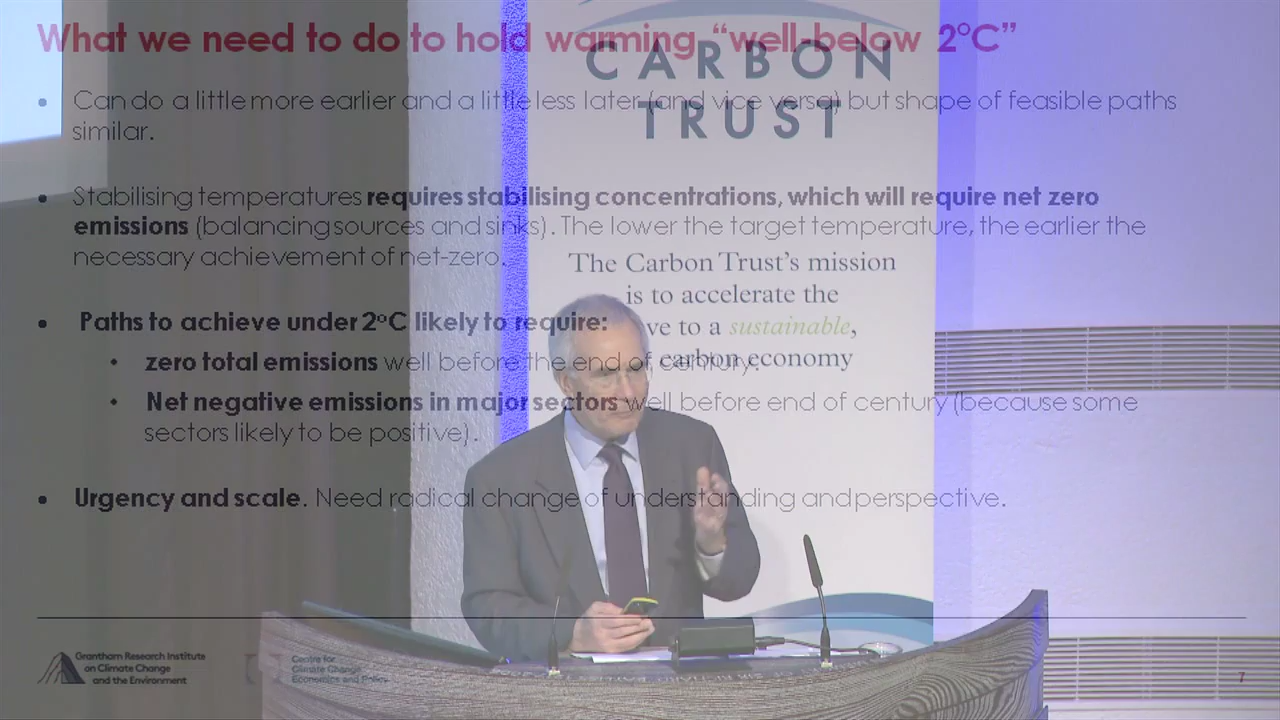 What we need to do to hold warming “well-below 2°C”
CARBON
TRUST
• Can do a little more earlier and a little less later (and vice versa) but shape of feasible paths
similar.
• Stabilising temperatures requires stabilising concentrations, which will require net zero
emissions (balancing sources and sinks). The lower the target temperature, the earlier the
necessary achievement of net-zero.
The Carbon Trust’s mission
is to accelerate the
ve to a sustainable,
carbon economy
• Paths to achieve under 2°C likely to require:
• zero total emissions well before the end of century.
• Net negative emissions in major sectors well before end of century (because some
sectors likely to be positive).
• Urgency and scale. Need radical change of understanding and perspective.
Grantham Research Institute
on Climate Change
and the Environment
Centre for
Climate Change
Economics and Policy
7